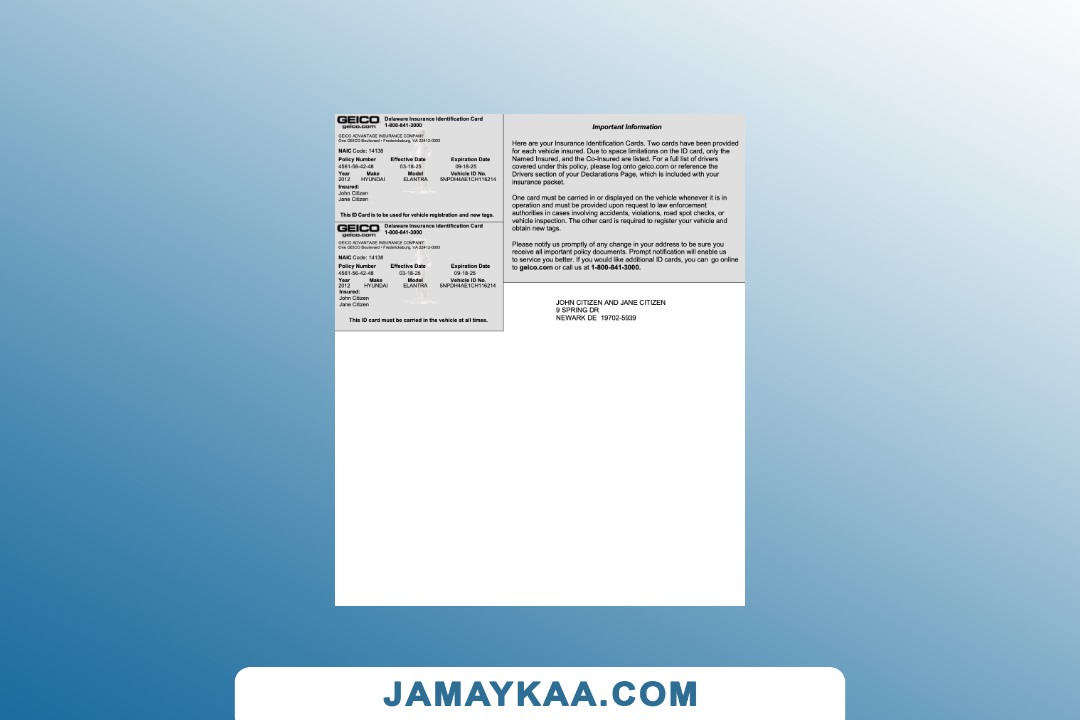 GEICO
geico.com
Delaware Insurance Identification Card
1-800-841-3000
GEICO ADVANTAGE INSURANCE COMPANY
One GEICO Boulevard • Fredericksburg, VA 22412-0003
NAIC Code: 14138
Policy Number Effective Date Expiration Date
4561-56-42-48 03-18-25 09-18-25
Year Make Model Vehicle ID No.
2012 HYUNDAI ELANTRA 5NPDH4AE1CH116214
Insured:
John Citizen
Jane Citizen
This ID Card is to be used for vehicle registration and new tags.
GEICO
geico.com
Delaware Insurance Identification Card
1-800-841-3000
GEICO ADVANTAGE INSURANCE COMPANY
One GEICO Boulevard • Fredericksburg, VA 22412-0003
NAIC Code: 14138
Policy Number Effective Date Expiration Date
4561-56-42-48 03-18-25 09-18-25
Year Make Model Vehicle ID No.
2012 HYUNDAI ELANTRA 5NPDH4AE1CH116214
Insured:
John Citizen
Jane Citizen
This ID card must be carried in the vehicle at all times.
Important Information
Here are your Insurance Identification Cards. Two cards have been provided
for each vehicle insured. Due to space limitations on the ID card, only the
Named Insured, and the Co-Insured are listed. For a full list of drivers
covered under this policy, please log onto geico.com or reference the
Drivers section of your Declarations Page, which is included with your
insurance packet.
One card must be carried in or displayed on the vehicle whenever it is in
operation and must be provided upon request to law enforcement
authorities in cases involving accidents, violations, road spot checks, or
vehicle inspection. The other card is required to register your vehicle and
obtain new tags.
Please notify us promptly of any change in your address to be sure you
receive all important policy documents. Prompt notification will enable us
to service you better. If you would like additional ID cards, you can go online
to geico.com or call us at 1-800-841-3000.
JOHN CITIZEN AND JANE CITIZEN
9 SPRING DR
NEWARK DE 19702-5939
JAMAYKAA.COM